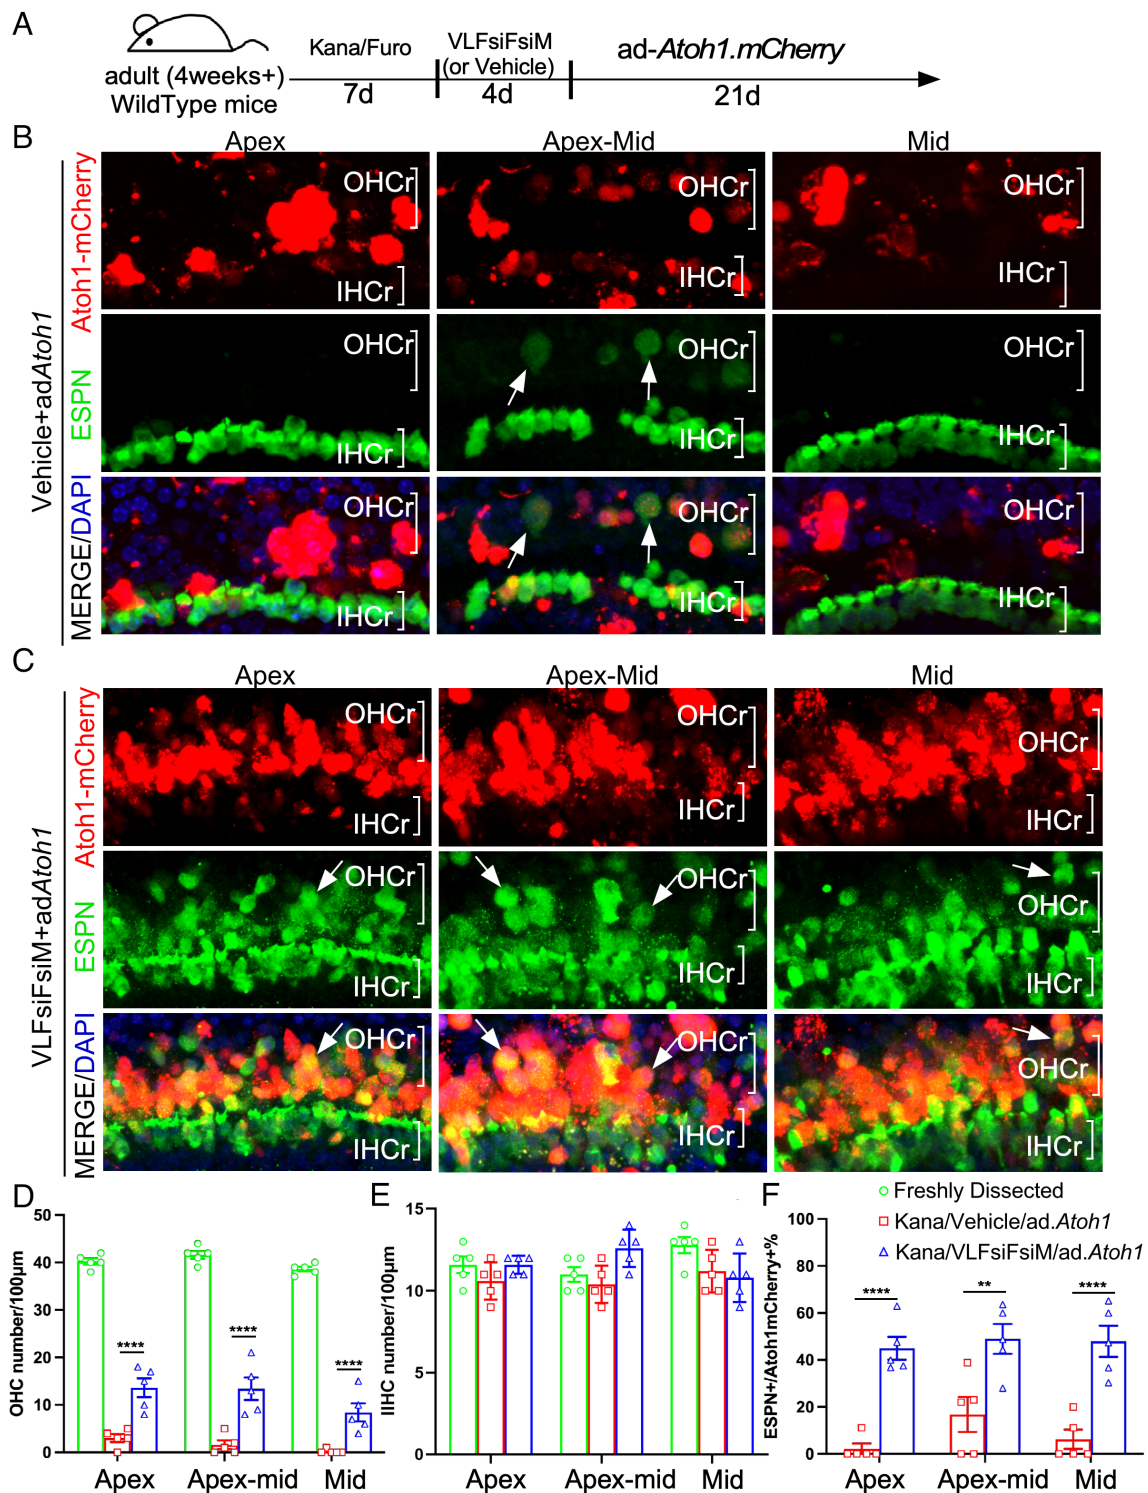 A
Kana/Furo
VLFsiFsiM
(or Vehicle)
ad-Atoh1.mCherry
adult (4weeks+)
WildType mice
7d
4d
21d
B
Apex
Apex-Mid
Mid
Vehicle+adAtoh1
Atoh1-mCherry
OHCr
OHCr
OHCr
IHCr
IHCr
IHCr
ESPN
OHCr
OHCr
OHCr
IHCr
IHCr
IHCr
MERGE/DAPI
OHCr
OHCr
OHCr
IHCr
IHCr
IHCr
C
Apex
Apex-Mid
Mid
VLFsiFsiM+adAtoh1
Atoh1-mCherry
OHCr
OHCr
OHCr
IHCr
IHCr
IHCr
ESPN
OHCr
OHCr
OHCr
IHCr
IHCr
IHCr
MERGE/DAPI
OHCr
OHCr
OHCr
IHCr
IHCr
IHCr
D
OHC number/100µm
50
40
30
20
10
0
****
****
****
Apex
Apex-mid
Mid
E
IIHC number/100µm
15
10
5
0
Apex
Apex-mid
Mid
F
Freshly Dissected
Kana/Vehicle/ad.Atoh1
Kana/VLFsiFsiM/ad.Atoh1
ESPN+/Atoh1mCherry+%
100
80
60
40
20
0
****
**
****
Apex
Apex-mid
Mid